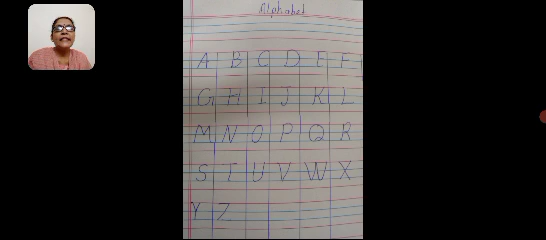 Alphabet
A B C D E F
G H I J K L
M N O P Q R
S T U V W X
Y Z